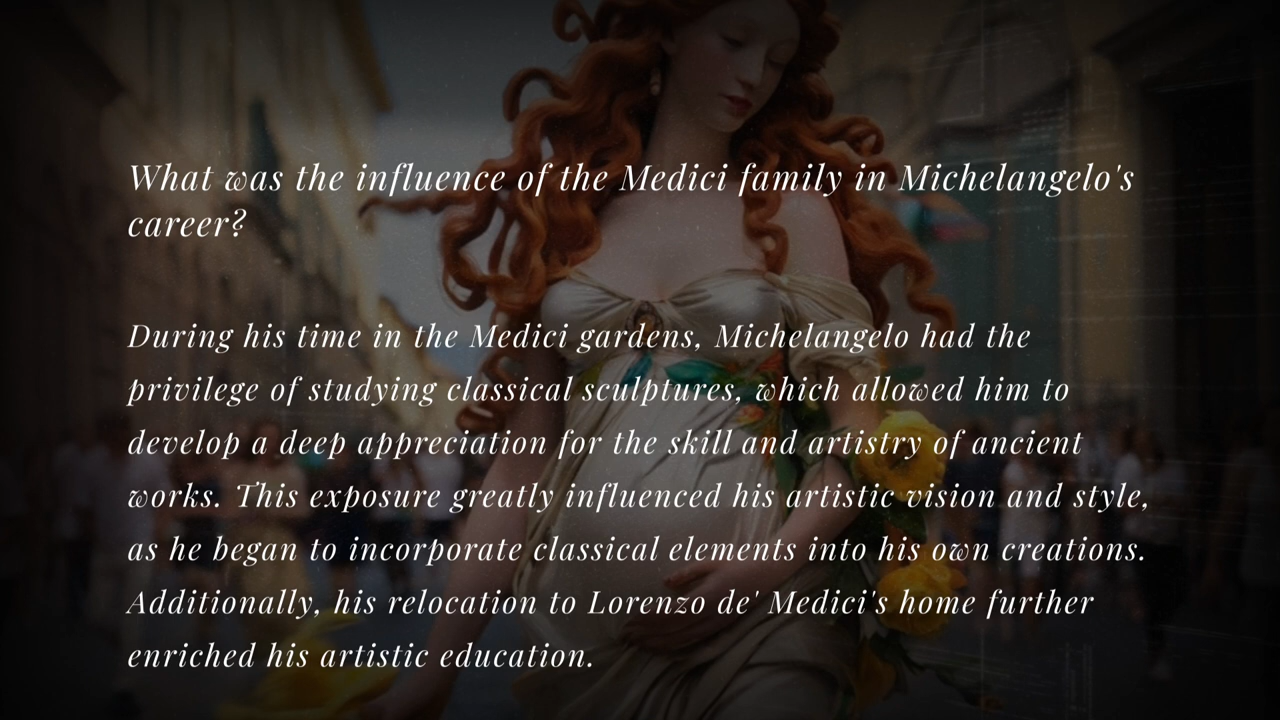 What was the influence of the Medici family in Michelangelo's
career?
During his time in the Medici gardens, Michelangelo had the
privilege of studying classical sculptures, which allowed him to
develop a deep appreciation for the skill and artistry of ancient
works. This exposure greatly influenced his artistic vision and style,
as he began to incorporate classical elements into his own creations.
Additionally, his relocation to Lorenzo de' Medici's home further
enriched his artistic education.